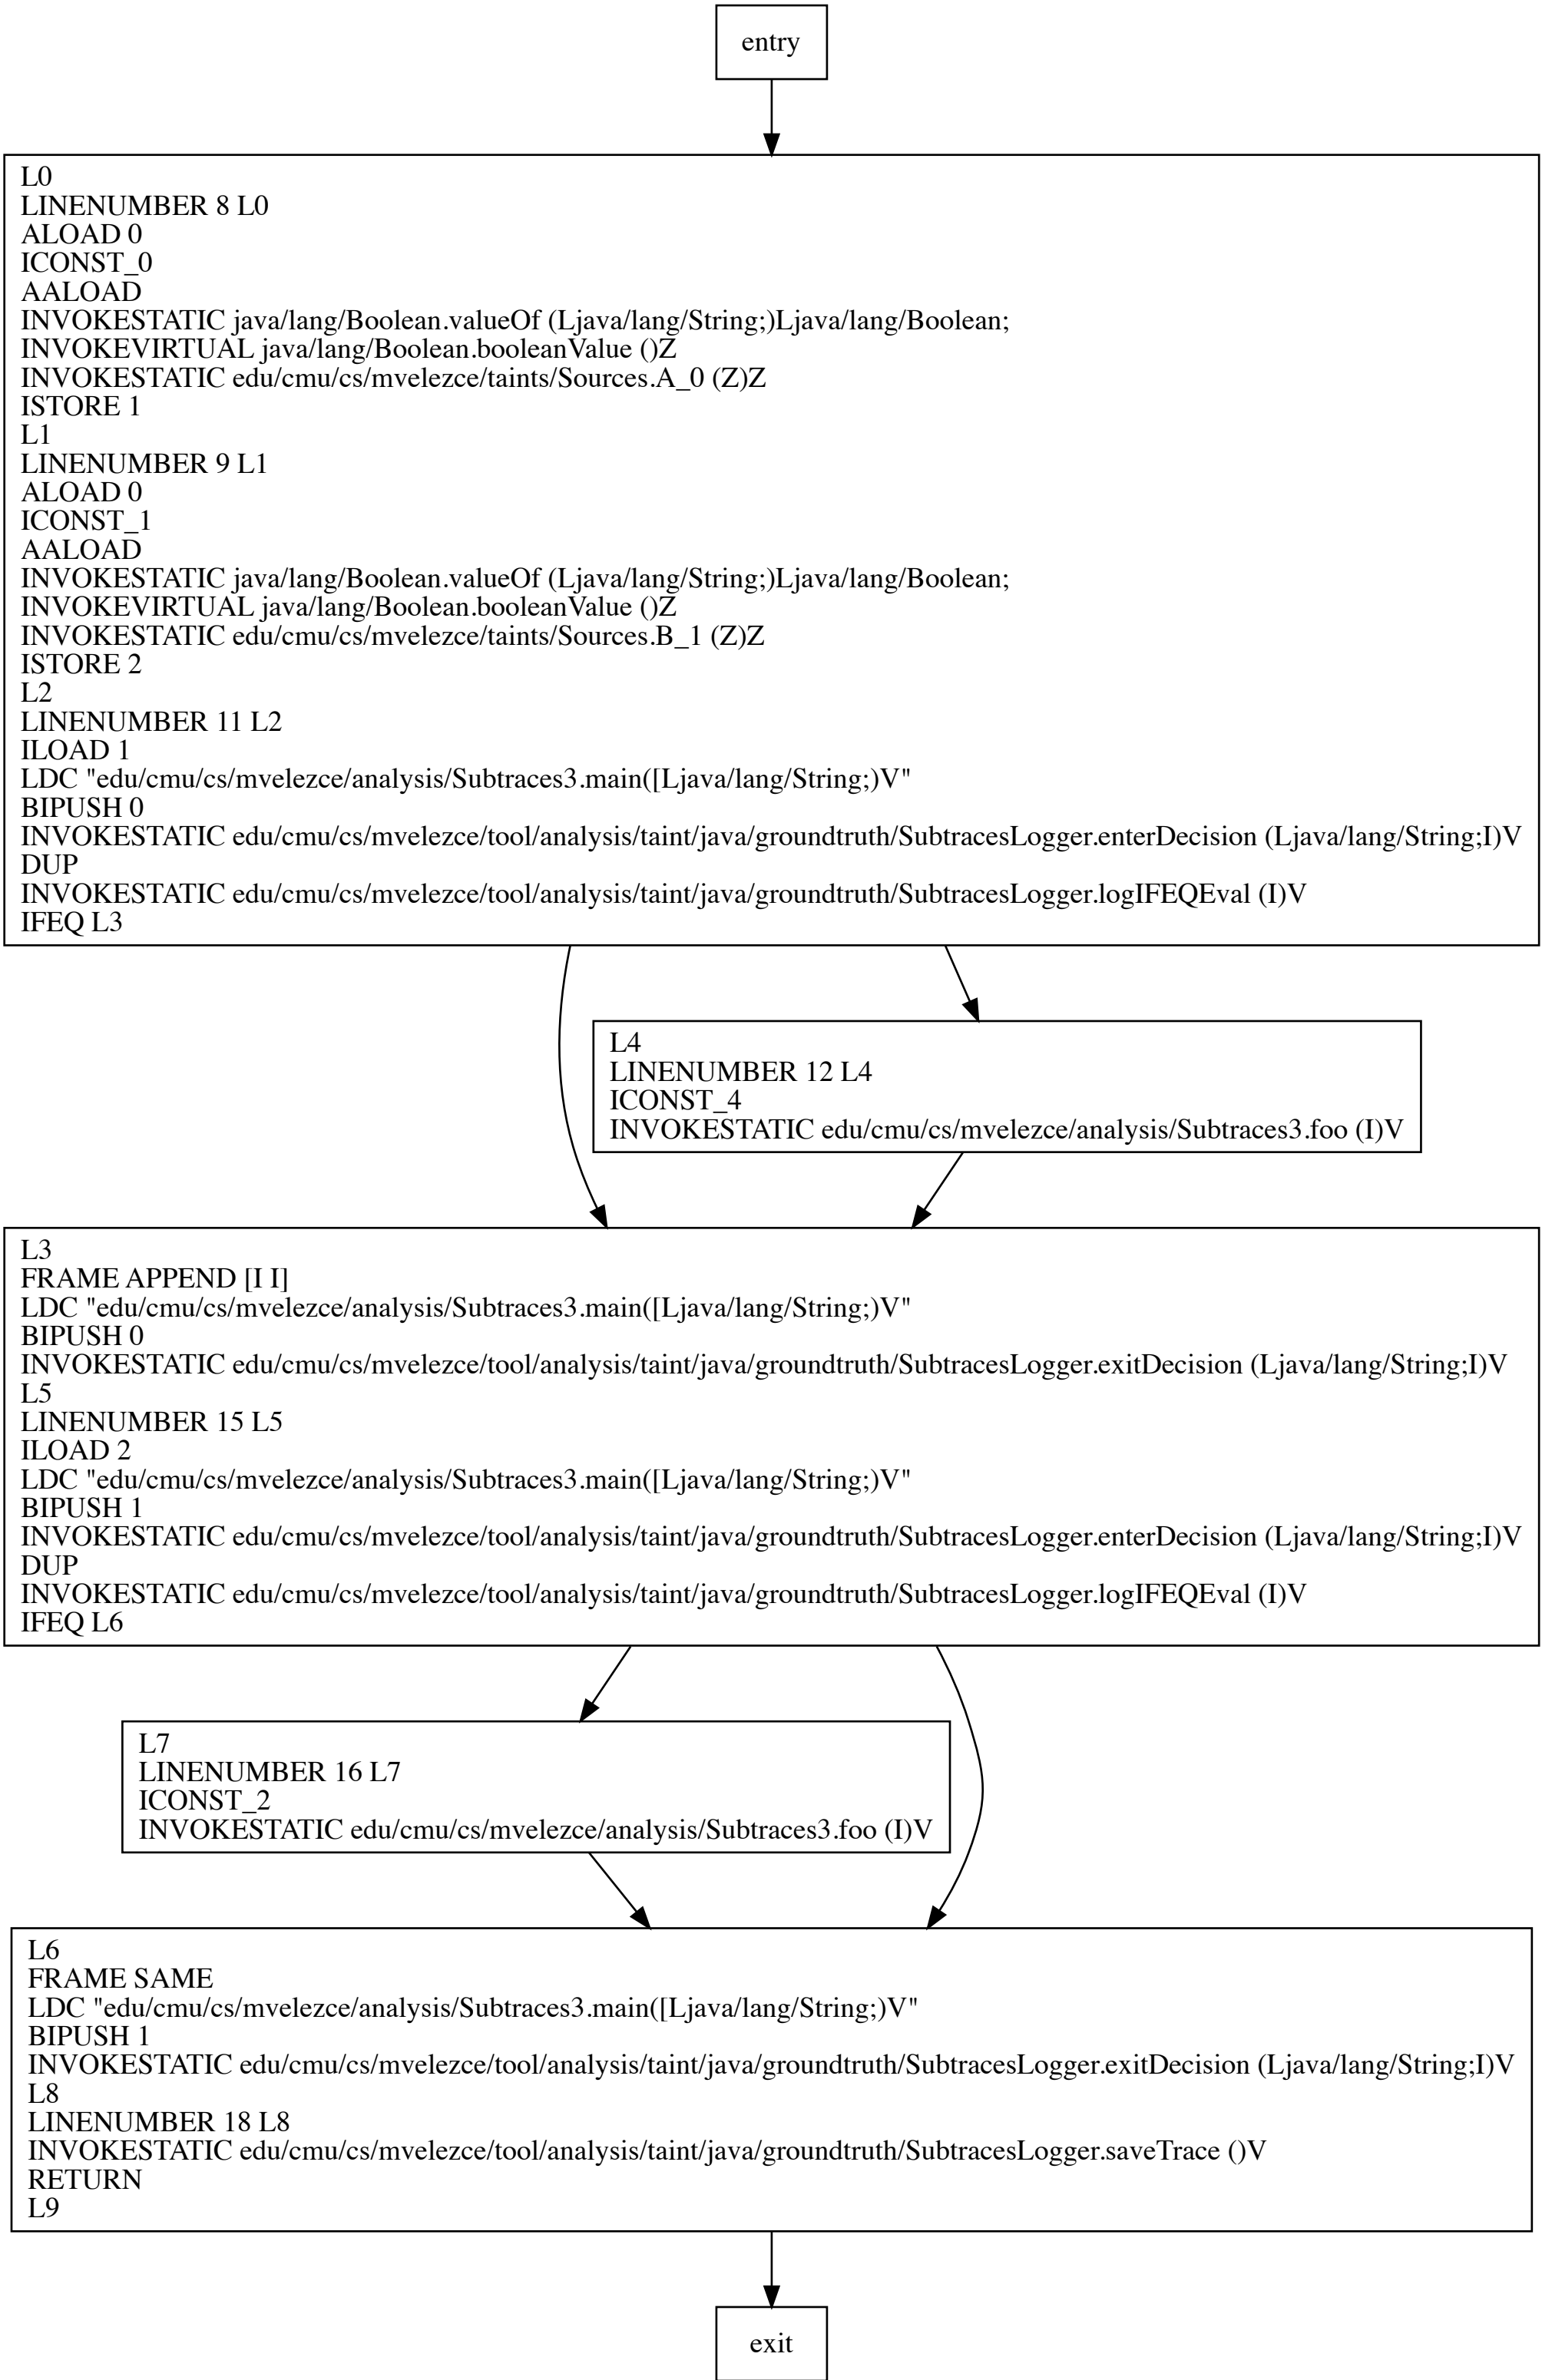 entry
L0
LINENUMBER 8 L0
ALOAD 0
ICONST_0
AALOAD
INVOKESTATIC java/lang/Boolean.valueOf (Ljava/lang/String;)Ljava/lang/Boolean;
INVOKEVIRTUAL java/lang/Boolean.booleanValue ()Z
INVOKESTATIC edu/cmu/cs/mvelezce/taints/Sources.A_0 (Z)Z
ISTORE 1
L1
LINENUMBER 9 L1
ALOAD 0
ICONST_1
AALOAD
INVOKESTATIC java/lang/Boolean.valueOf (Ljava/lang/String;)Ljava/lang/Boolean;
INVOKEVIRTUAL java/lang/Boolean.booleanValue ()Z
INVOKESTATIC edu/cmu/cs/mvelezce/taints/Sources.B_1 (Z)Z
ISTORE 2
L2
LINENUMBER 11 L2
ILOAD 1
LDC "edu/cmu/cs/mvelezce/analysis/Subtraces3.main([Ljava/lang/String;)V"
BIPUSH 0
INVOKESTATIC edu/cmu/cs/mvelezce/tool/analysis/taint/java/groundtruth/SubtracesLogger.enterDecision (Ljava/lang/String;I)V
DUP
INVOKESTATIC edu/cmu/cs/mvelezce/tool/analysis/taint/java/groundtruth/SubtracesLogger.logIFEQEval (I)V
IFEQ L3
L4
LINENUMBER 12 L4
ICONST_4
INVOKESTATIC edu/cmu/cs/mvelezce/analysis/Subtraces3.foo (I)V
L3
FRAME APPEND [I I]
LDC "edu/cmu/cs/mvelezce/analysis/Subtraces3.main([Ljava/lang/String;)V"
BIPUSH 0
INVOKESTATIC edu/cmu/cs/mvelezce/tool/analysis/taint/java/groundtruth/SubtracesLogger.exitDecision (Ljava/lang/String;I)V
L5
LINENUMBER 15 L5
ILOAD 2
LDC "edu/cmu/cs/mvelezce/analysis/Subtraces3.main([Ljava/lang/String;)V"
BIPUSH 1
INVOKESTATIC edu/cmu/cs/mvelezce/tool/analysis/taint/java/groundtruth/SubtracesLogger.enterDecision (Ljava/lang/String;I)V
DUP
INVOKESTATIC edu/cmu/cs/mvelezce/tool/analysis/taint/java/groundtruth/SubtracesLogger.logIFEQEval (I)V
IFEQ L6
L7
LINENUMBER 16 L7
ICONST_2
INVOKESTATIC edu/cmu/cs/mvelezce/analysis/Subtraces3.foo (I)V
L6
FRAME SAME
LDC "edu/cmu/cs/mvelezce/analysis/Subtraces3.main([Ljava/lang/String;)V"
BIPUSH 1
INVOKESTATIC edu/cmu/cs/mvelezce/tool/analysis/taint/java/groundtruth/SubtracesLogger.exitDecision (Ljava/lang/String;I)V
L8
LINENUMBER 18 L8
INVOKESTATIC edu/cmu/cs/mvelezce/tool/analysis/taint/java/groundtruth/SubtracesLogger.saveTrace ()V
RETURN
L9
exit